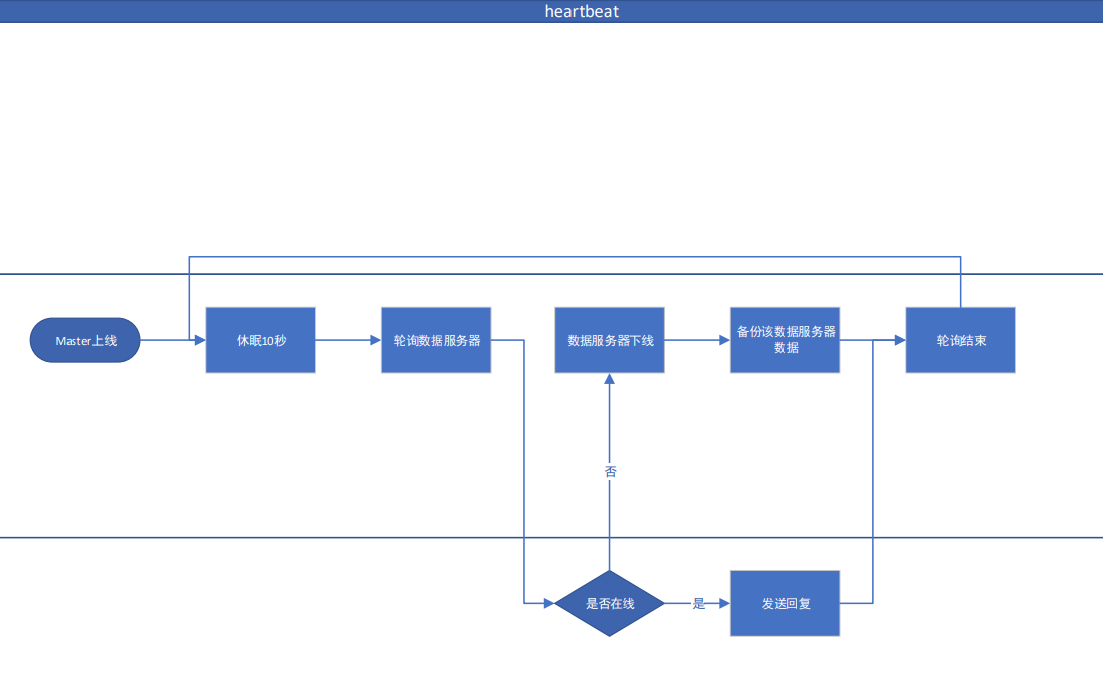 heartbeat
Master上线
休眠10秒
轮询数据服务器
数据服务器下线
备份该数据服务器
数据
轮询结束
否
是否在线
是
发送回复